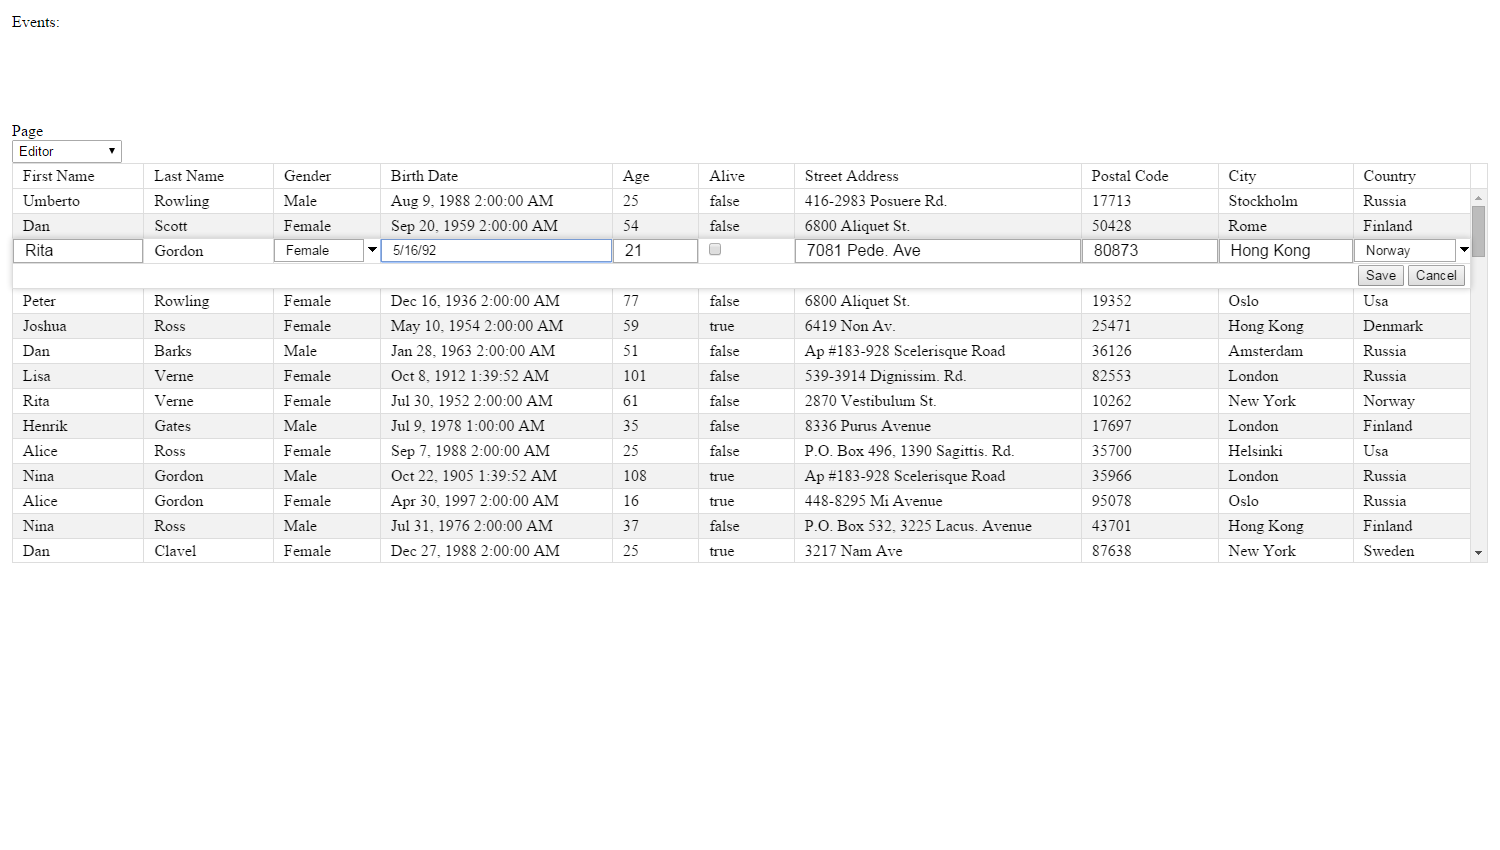 Events:
Page
Editor
First Name Last Name Gender Birth Date Age Alive Street Address Postal Code City Country
Umberto Rowling Male Aug 9, 1988 2:00:00 AM 25 false 416-2983 Posuere Rd. 17713 Stockholm Russia
Dan Scott Female Sep 20, 1959 2:00:00 AM 54 false 6800 Aliquet St. 50428 Rome Finland
Rita Gordon Female 5/16/92 21 7081 Pede. Ave 80873 Hong Kong Norway
Save Cancel
Peter Rowling Female Dec 16, 1936 2:00:00 AM 77 false 6800 Aliquet St. 19352 Oslo Usa
Joshua Ross Female May 10, 1954 2:00:00 AM 59 true 6419 Non Av. 25471 Hong Kong Denmark
Dan Barks Male Jan 28, 1963 2:00:00 AM 51 false Ap #183-928 Scelerisque Road 36126 Amsterdam Russia
Lisa Verne Female Oct 8, 1912 1:39:52 AM 101 false 539-3914 Dignissim. Rd. 82553 London Russia
Rita Verne Female Jul 30, 1952 2:00:00 AM 61 false 2870 Vestibulum St. 10262 New York Norway
Henrik Gates Male Jul 9, 1978 1:00:00 AM 35 false 8336 Purus Avenue 17697 London Finland
Alice Ross Female Sep 7, 1988 2:00:00 AM 25 false P.O. Box 496, 1390 Sagittis. Rd. 35700 Helsinki Usa
Nina Gordon Male Oct 22, 1905 1:39:52 AM 108 true Ap #183-928 Scelerisque Road 35966 London Russia
Alice Gordon Female Apr 30, 1997 2:00:00 AM 16 true 448-8295 Mi Avenue 95078 Oslo Russia
Nina Ross Male Jul 31, 1976 2:00:00 AM 37 false P.O. Box 532, 3225 Lacus. Avenue 43701 Hong Kong Finland
Dan Clavel Female Dec 27, 1988 2:00:00 AM 25 true 3217 Nam Ave 87638 New York Sweden